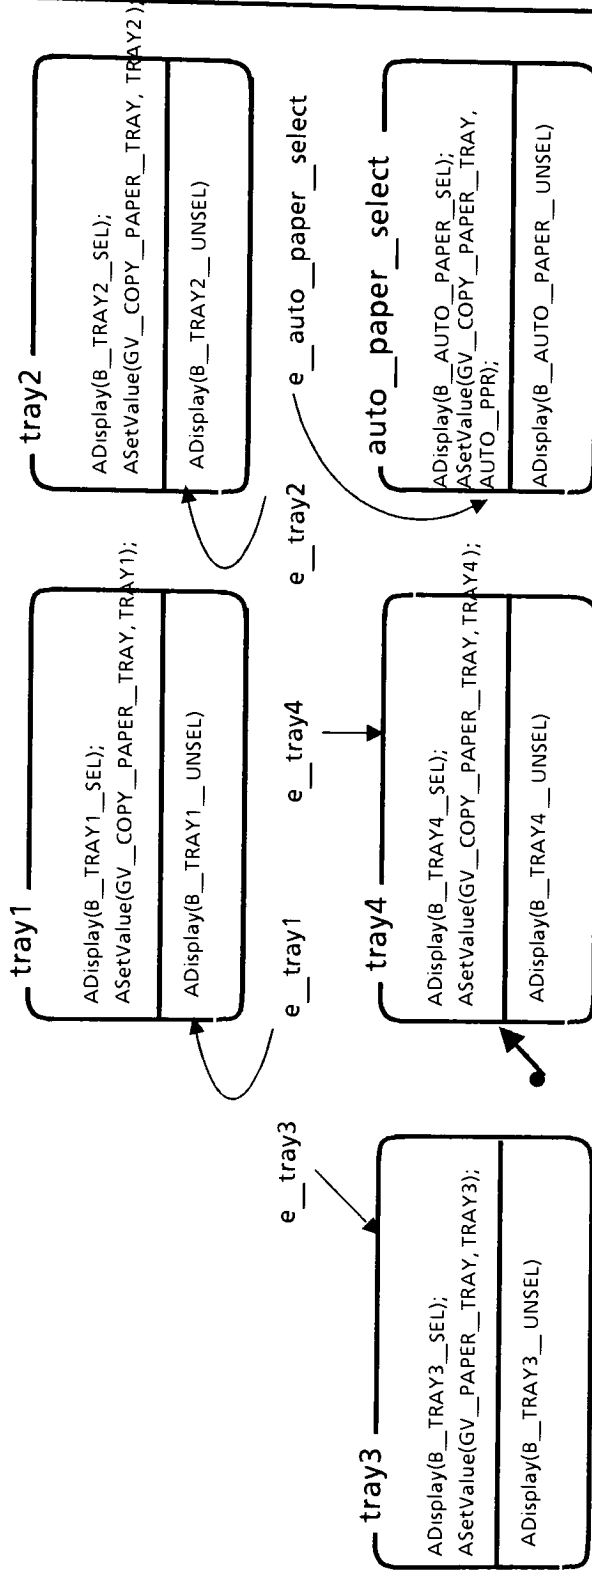 tray1
ADisplay(B__TRAY1__SEL);
ASetValue(GV__COPY__PAPER__TRAY, TRAY1);
ADisplay(B__TRAY1__UNSEL)
tray2
ADisplay(B__TRAY2__SEL);
ASetValue(GV__COPY__PAPER__TRAY, TRAY2);
ADisplay(B__TRAY2__UNSEL)
e__tray3
e__tray1
e__tray4
e__tray2
e__auto__paper__select
tray3
ADisplay(B__TRAY3__SEL);
ASetValue(GV__PAPER__TRAY, TRAY3);
ADisplay(B__TRAY3__UNSEL)
tray4
ADisplay(B__TRAY4__SEL);
ASetValue(GV__COPY__PAPER__TRAY, TRAY4);
ADisplay(B__TRAY4__UNSEL)
auto__paper__select
ADisplay(B__AUTO__PAPER__SEL);
ASetValue(GV__COPY__PAPER__TRAY,
AUTO__PPR);
ADisplay(B__AUTO__PAPER__UNSEL)